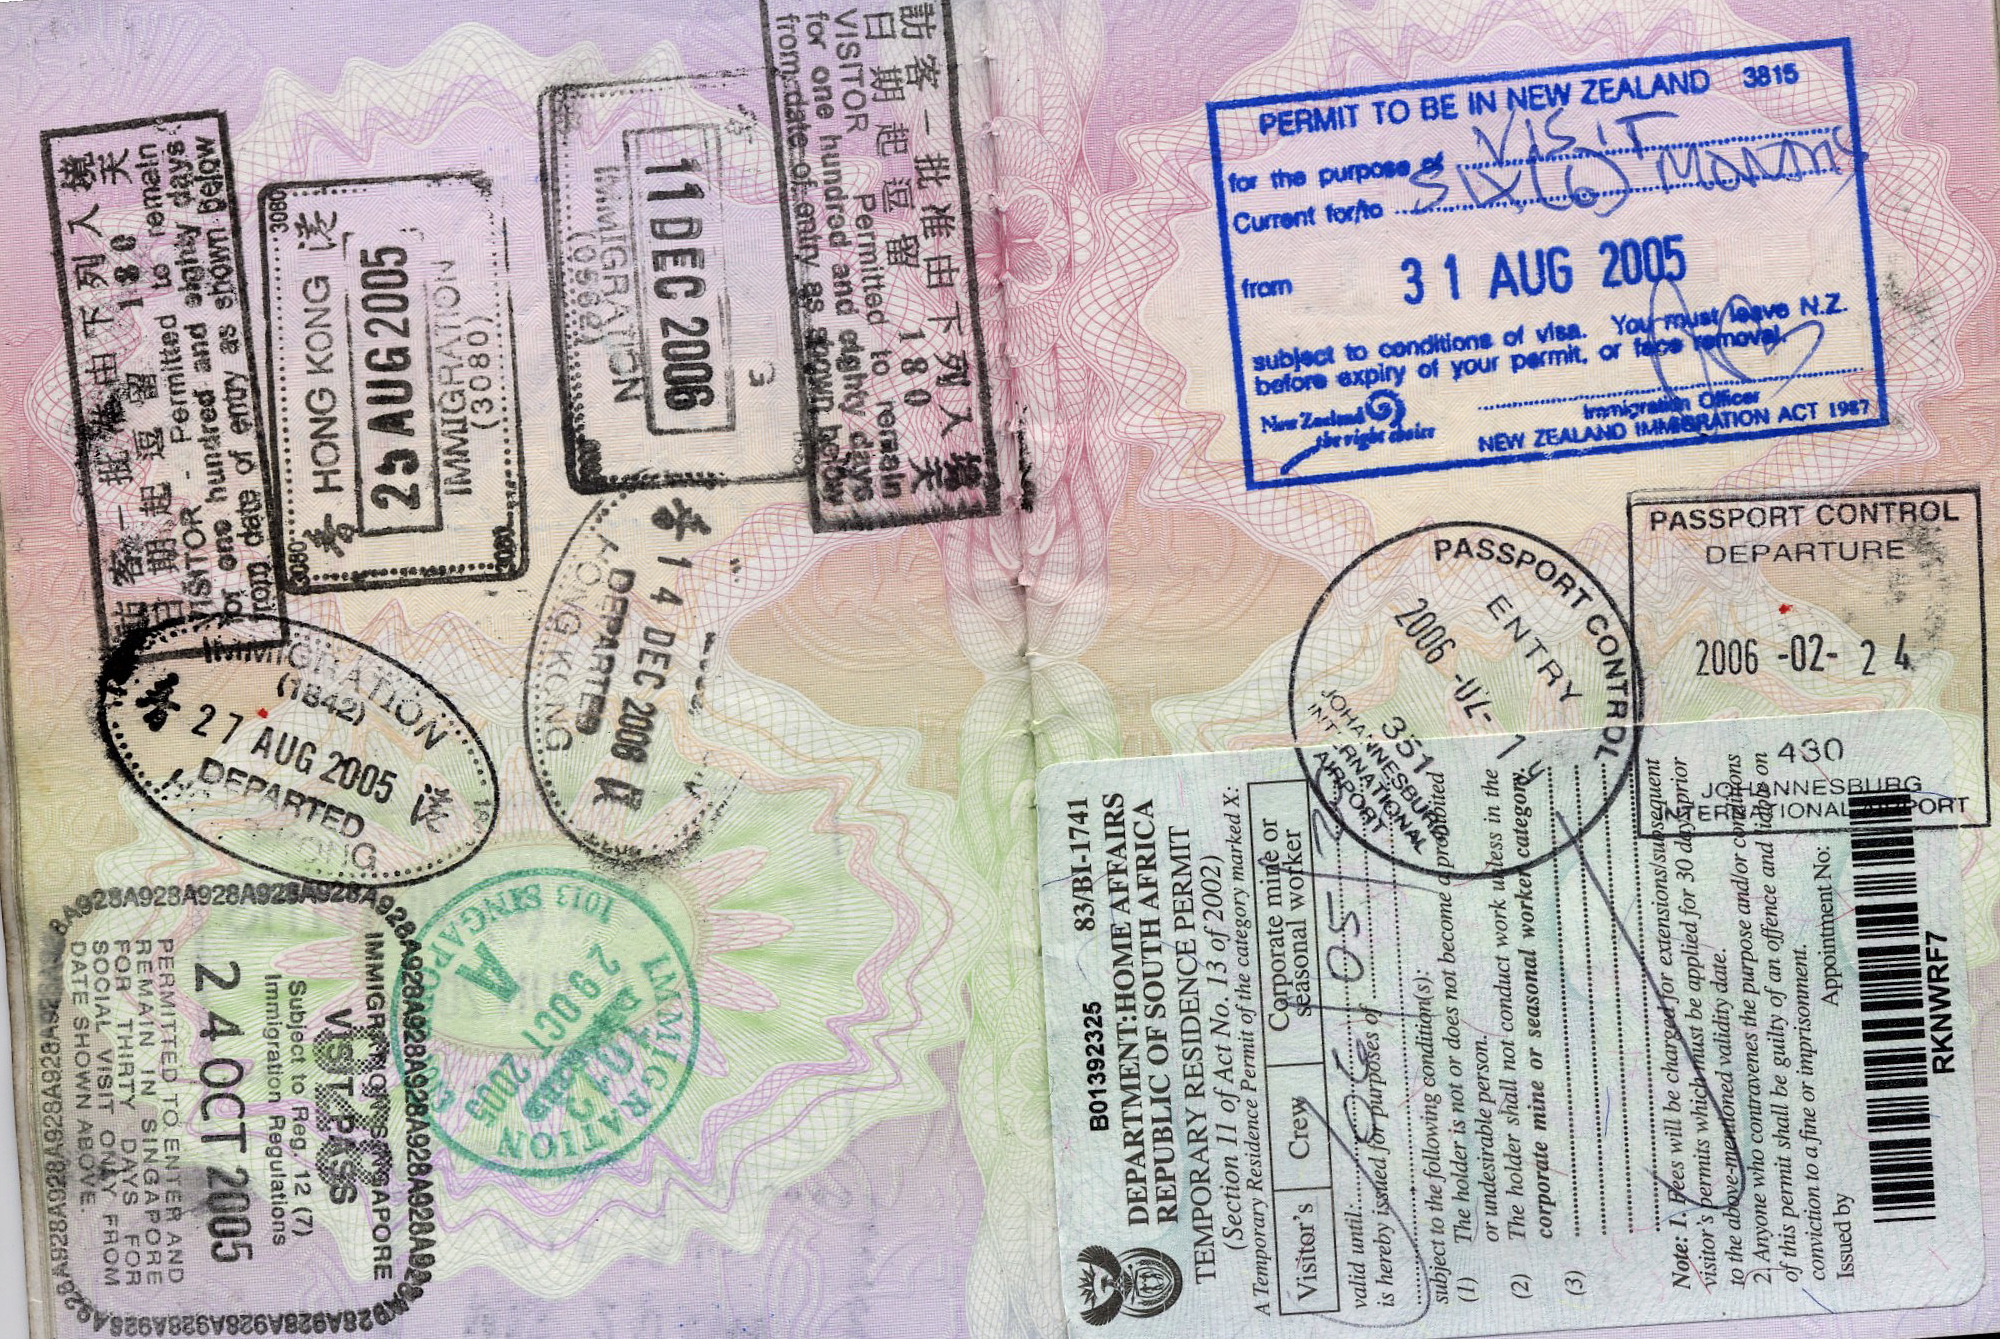 訪客－批准由下列入境
日期起逗留 180 天
VISITOR - Permitted to remain
for one hundred and eighty days
from date of entry as shown below
3080
HONG KONG 港
25 AUG 2005
IMMIGRATION
(3080)
香
3080
3080
訪客－批准由下列入境
日期起逗留 180 天
VISITOR Permitted to remain
for one hundred and eighty days
from date of entry as shown below
11 DEC 2006
IMMIGRATION
G
IMMIGRATION
(1842)
香 27 AUG 2005 港
DEPARTED
HONG KONG
香 14 DEC 2006
DEPARTED
HONG KONG
IMMIGRATION SINGAPORE
VISIT PASS
Subject to Reg. 12 (7)
Immigration Regulations
24 OCT 2005
PERMITTED TO ENTER AND
REMAIN IN SINGAPORE
FOR THIRTY DAYS FOR
SOCIAL VISIT ONLY FROM
DATE SHOWN ABOVE.
IMMIGRATION
1013
29 OCT 2005
A
1013 SINGAPORE
PERMIT TO BE IN NEW ZEALAND 3815
for the purpose of VISIT
Current for/to SIX (6) MONTHS
from 31 AUG 2005
subject to conditions of visa. You must leave N.Z.
before expiry of your permit, or face removal.
New Zealand
the right choice
Immigration Officer
NEW ZEALAND IMMIGRATION ACT 1987
PASSPORT CONTROL
ENTRY
2006
351
JOHANNESBURG
INTERNATIONAL
AIRPORT
PASSPORT CONTROL
DEPARTURE
2006 -02- 24
430
JOHANNESBURG
INTERNATIONAL AIRPORT
B01392325 83/BI-1741
DEPARTMENT:HOME AFFAIRS
REPUBLIC OF SOUTH AFRICA
TEMPORARY RESIDENCE PERMIT
(Section 11 of Act No. 13 of 2002)
A Temporary Residence Permit of the category marked X:
Visitor's Crew Corporate mine or
seasonal worker
valid until:
is hereby issued for purposes of
subject to the following condition(s):
(1) The holder is not or does not become a prohibited
or undesirable person.
(2) The holder shall not conduct work unless in the
corporate mine or seasonal worker category.
(3)
Note: 1. Fees will be charged for extensions/subsequent
visitor's permits which must be applied for 30 days prior
to the above-mentioned validity date.
2. Anyone who contravenes the purpose and/or conditions
of this permit shall be guilty of an offence and liable on
conviction to a fine or imprisonment.
Issued by Appointment No:
RKNWRF7